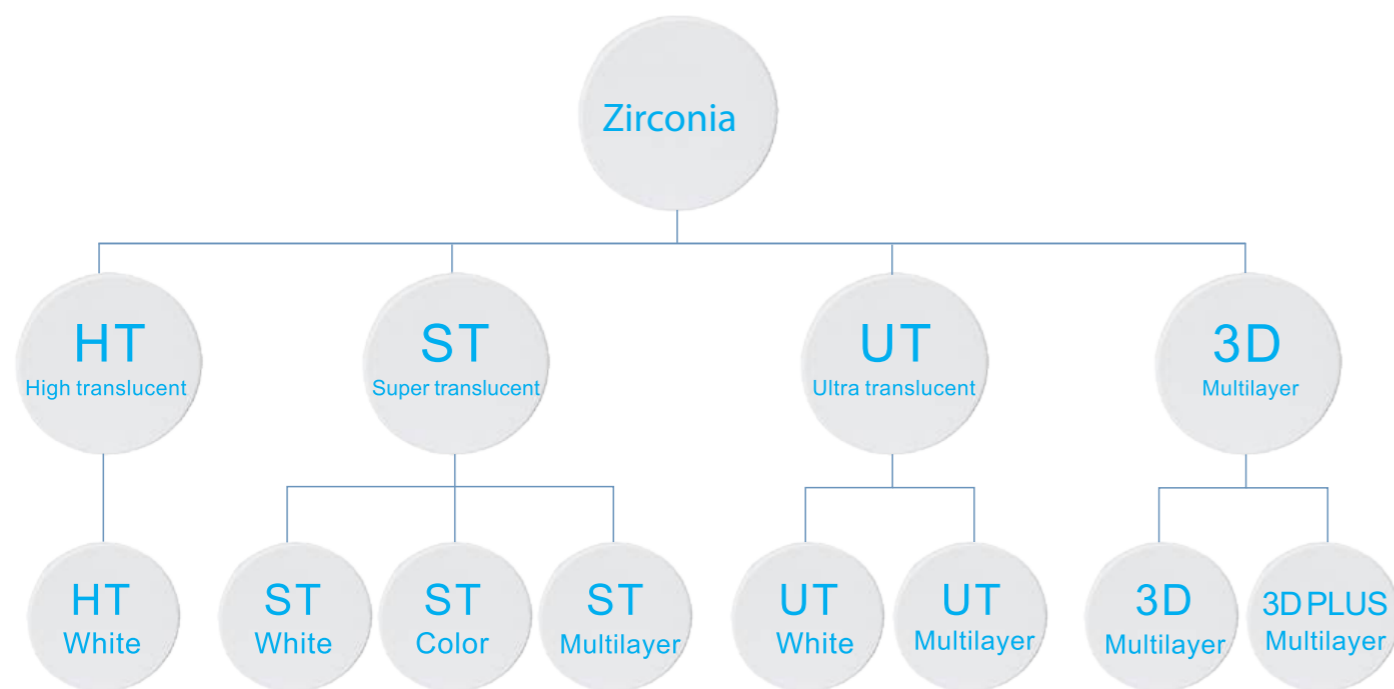 Zirconia
HT
High translucent
ST
Super translucent
UT
Ultra translucent
3D
Multilayer
HT
White
ST
White
ST
Color
ST
Multilayer
UT
White
UT
Multilayer
3D
Multilayer
3D PLUS
Multilayer